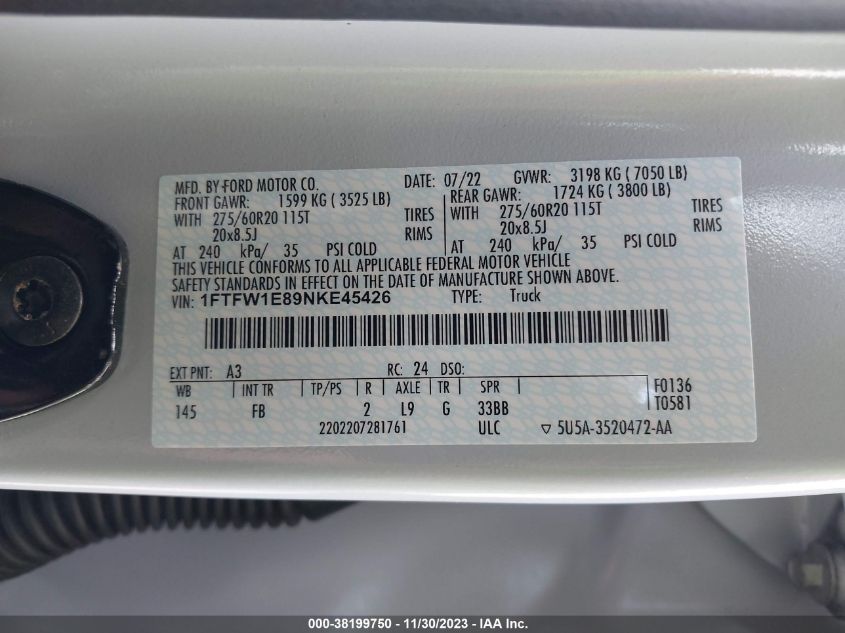 MFD. BY FORD MOTOR CO. DATE: 07/22 GVWR: 3198 KG ( 7050 LB)
FRONT GAWR: 1599 KG ( 3525 LB) REAR GAWR: 1724 KG ( 3800 LB)
WITH 275/60R20 115T TIRES WITH 275/60R20 115T TIRES
20x8.5J RIMS 20x8.5J RIMS
AT 240 kPa/ 35 PSI COLD AT 240 kPa/ 35 PSI COLD
THIS VEHICLE CONFORMS TO ALL APPLICABLE FEDERAL MOTOR VEHICLE
SAFETY STANDARDS IN EFFECT ON THE DATE OF MANUFACTURE SHOWN ABOVE.
VIN: 1FTFW1E89NKE45426 TYPE: Truck
EXT PNT: A3 RC: 24 DSO:
WB INT TR TP/PS R AXLE TR SPR F0136
145 FB 2 L9 G 33BB T0581
2202207281761 ULC ▽ 5U5A-3520472-AA
000-38199750 - 11/30/2023 - IAA Inc.